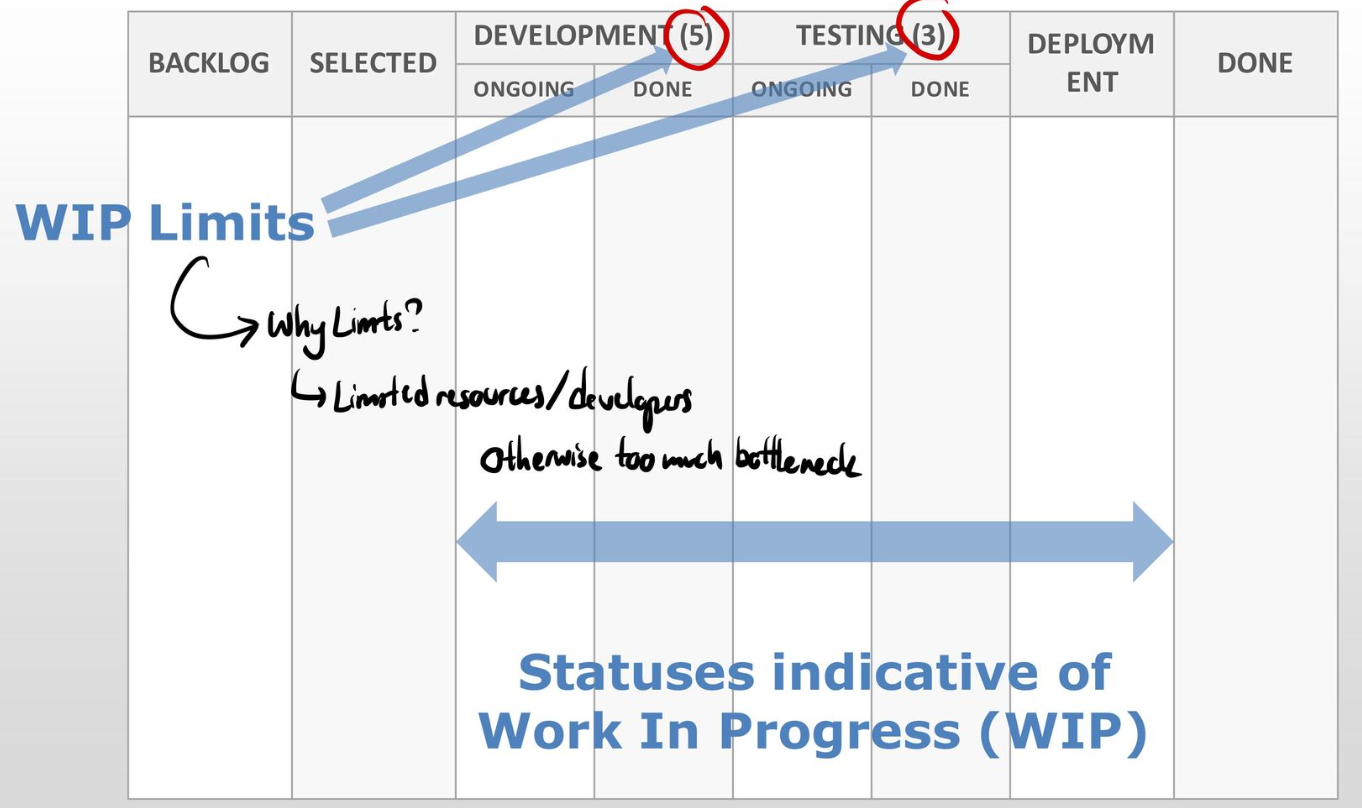 BACKLOG
SELECTED
DEVELOPMENT (5)
ONGOING
DONE
TESTING (3)
ONGOING
DONE
DEPLOYM
ENT
DONE
WIP Limits
Why Limits?
Limited resources/developers
Otherwise too much bottleneck
Statuses indicative of
Work In Progress (WIP)